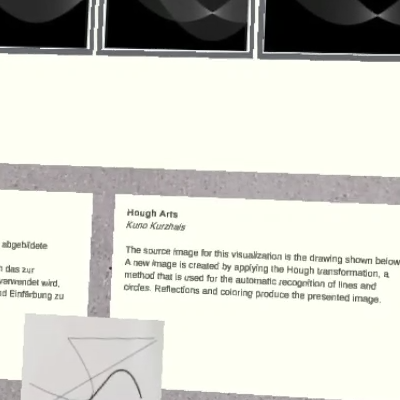 abgebildete
das zur
verwendet wird,
Einfärbung zu
Hough Arts
Kuno Kurzhals
The source image for this visualization is the drawing shown below
A new image is created by applying the Hough transformation, a
method that is used for the automatic recognition of lines and
circles. Reflections and coloring produce the presented image.